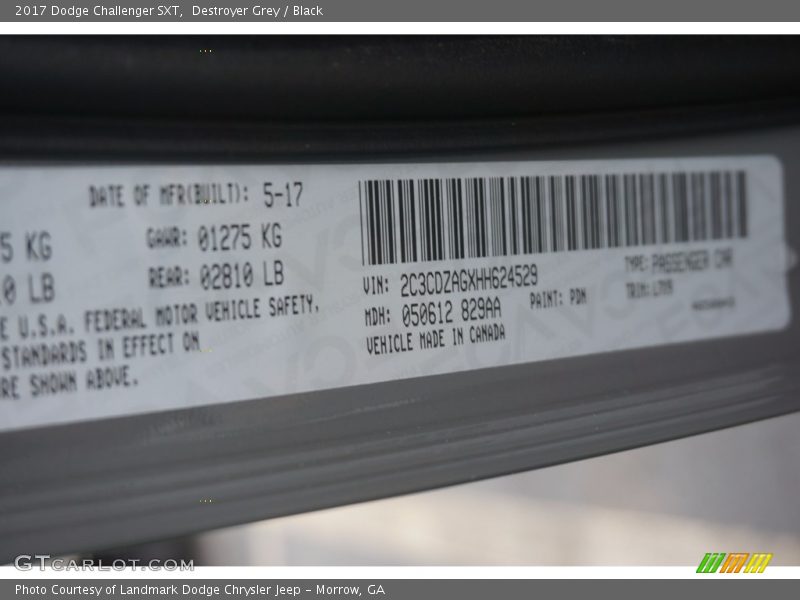 2017 Dodge Challenger SXT,  Destroyer Grey / Black
DATE OF MFR(BUILT): 5-17
5 KG GAWR: 01275 KG
0 LB REAR: 02810 LB
E U.S.A. FEDERAL MOTOR VEHICLE SAFETY,
STANDARDS IN EFFECT ON
RE SHOWN ABOVE.
VIN: 2C3CDZAGXHH624529 TYPE: PASSENGER CAR
MDH: 050612 829AA PAINT: PDN TRIM:
VEHICLE MADE IN CANADA
GTcarlot.com
Photo Courtesy of Landmark Dodge Chrysler Jeep – Morrow, GA